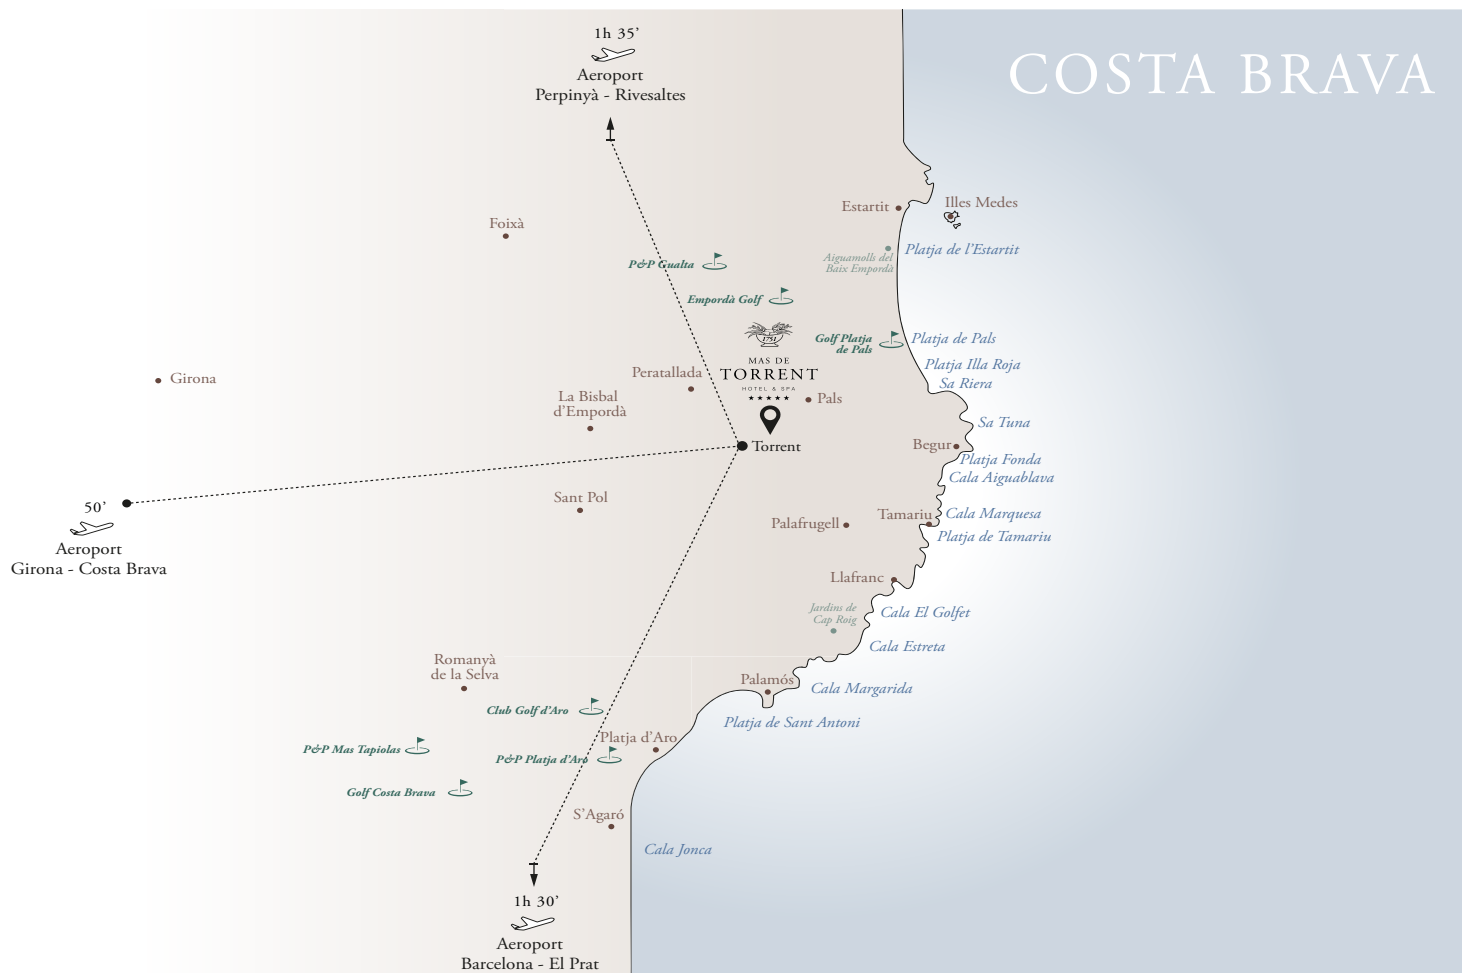 1h 35’
Aeroport
Perpinyà - Rivesaltes
COSTA BRAVA
Estartit
Illes Medes
Foixà
Platja de l’Estartit
Aiguamolls del
Baix Empordà
P&P Gualta
Empordà Golf
1751
Golf Platja
de Pals
Platja de Pals
MAS DE
TORRENT
HOTEL & SPA
★★★★★
Platja Illa Roja
Sa Riera
Girona
Peratallada
La Bisbal
d’Empordà
Pals
Sa Tuna
Torrent
Begur
Platja Fonda
Cala Aiguablava
50’
Aeroport
Girona - Costa Brava
Sant Pol
Palafrugell
Tamariu
Cala Marquesa
Platja de Tamariu
Llafranc
Jardins de
Cap Roig
Cala El Golfet
Cala Estreta
Romanyà
de la Selva
Palamós
Cala Margarida
Club Golf d’Aro
Platja de Sant Antoni
P&P Mas Tapiolas
Platja d’Aro
P&P Platja d’Aro
Golf Costa Brava
S’Agaró
Cala Jonca
1h 30’
Aeroport
Barcelona - El Prat